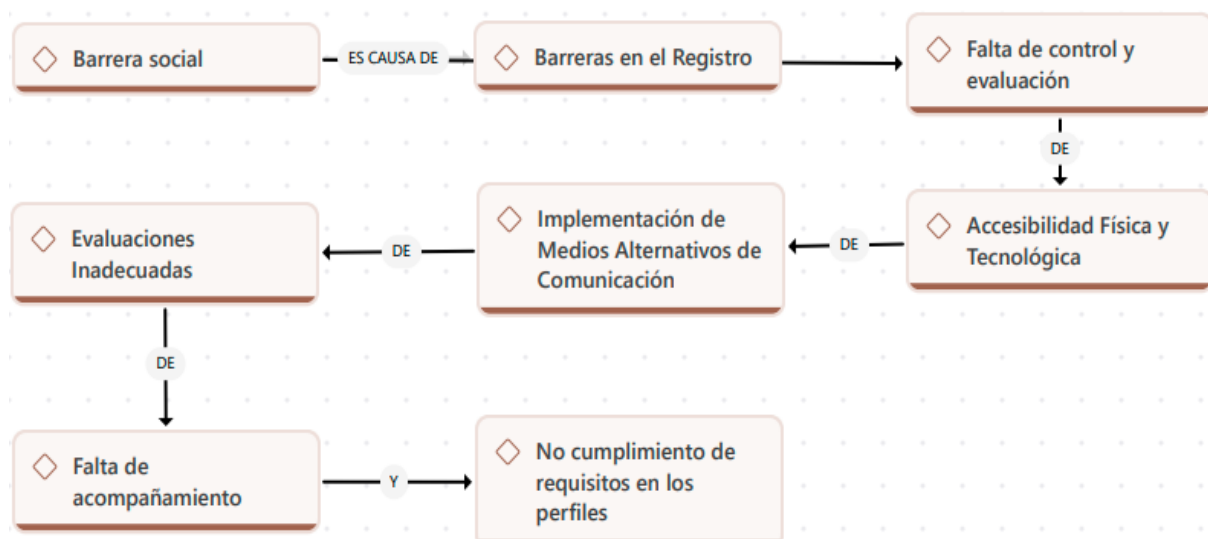 Barrera social
ES CAUSA DE
Barreras en el Registro
Falta de control y
evaluación
DE
Accesibilidad Física y
Tecnológica
DE
Implementación de
Medios Alternativos de
Comunicación
DE
Evaluaciones
Inadecuadas
DE
Falta de
acompañamiento
Y
No cumplimiento de
requisitos en los
perfiles